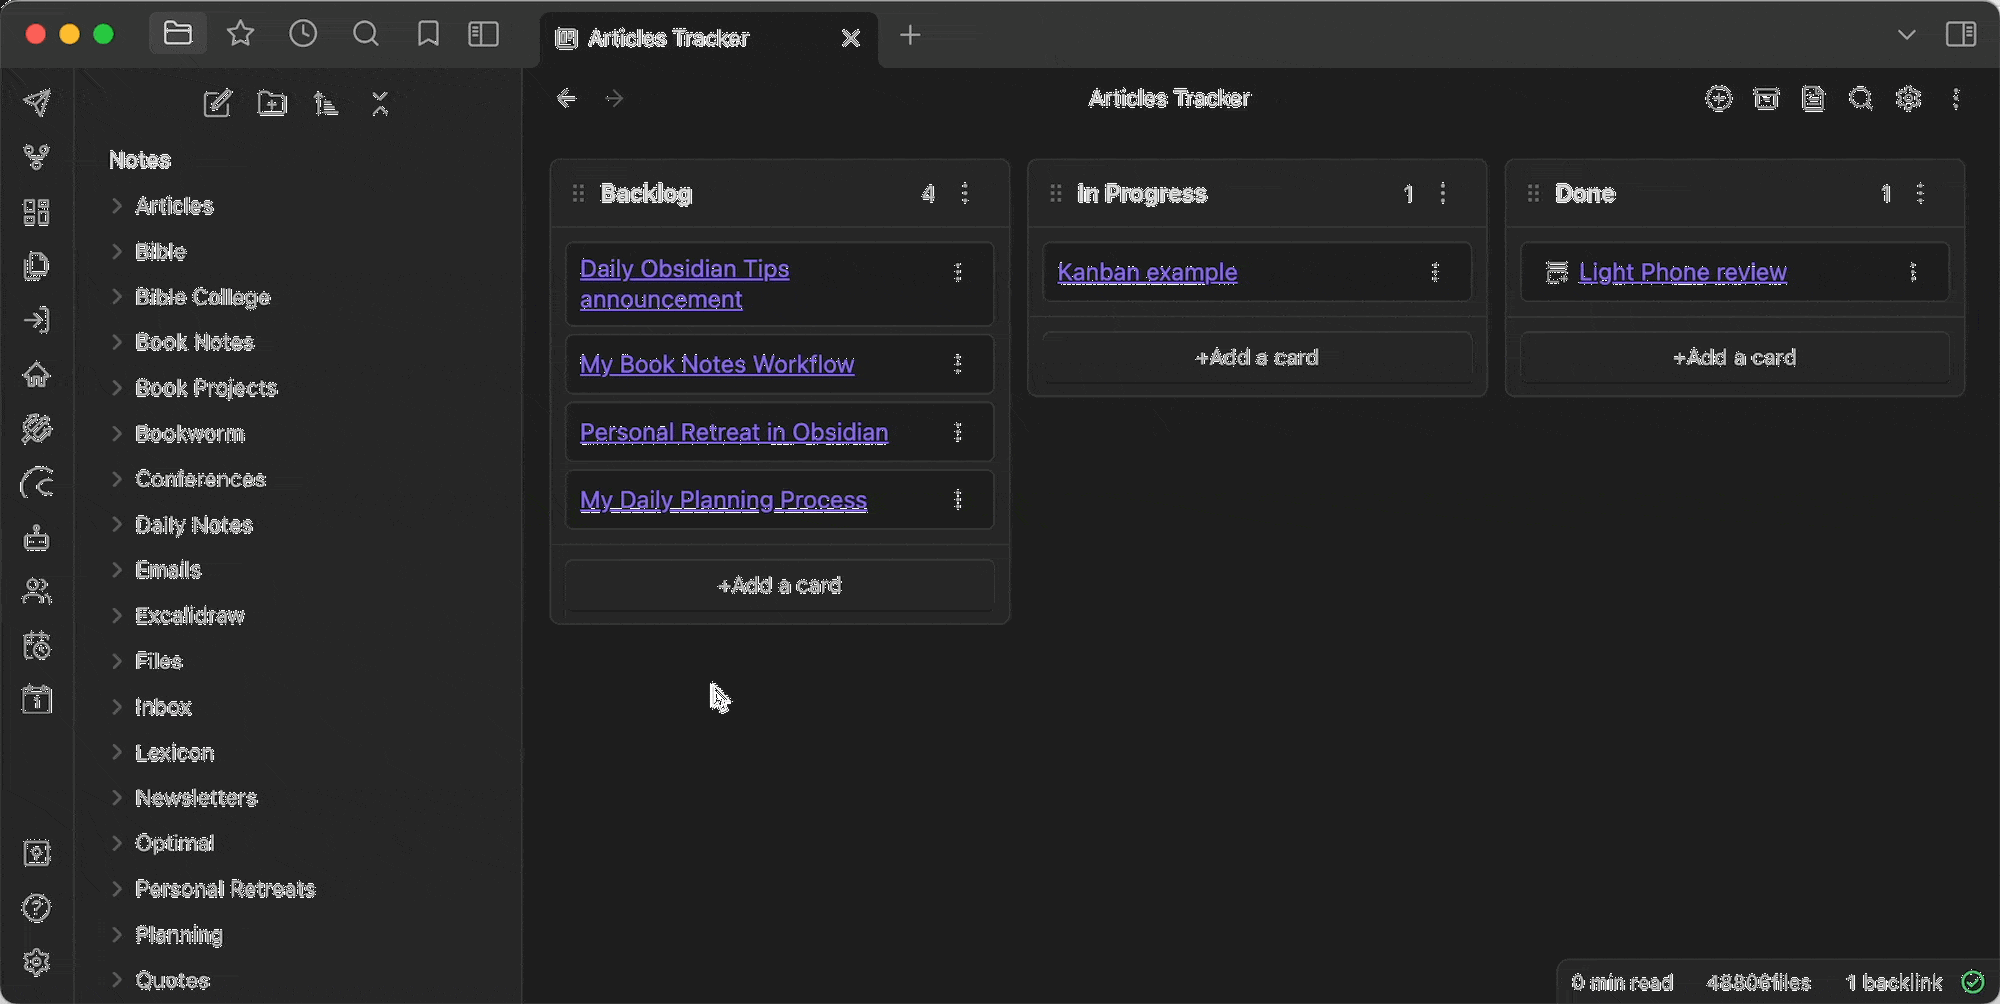 Articles Tracker
Articles Tracker
Notes
Articles
Bible
Bible College
Book Notes
Book Projects
Bookworm
Conferences
Daily Notes
Emails
Excalidraw
Files
Inbox
Lexicon
Newsletters
Optimal
Personal Retreats
Planning
Quotes
Backlog 4
Daily Obsidian Tips
announcement
My Book Notes Workflow
Personal Retreat in Obsidian
My Daily Planning Process
+Add a card
In Progress 1
Kanban example
+Add a card
Done 1
Light Phone review
+Add a card
0 min read files 1 backlink